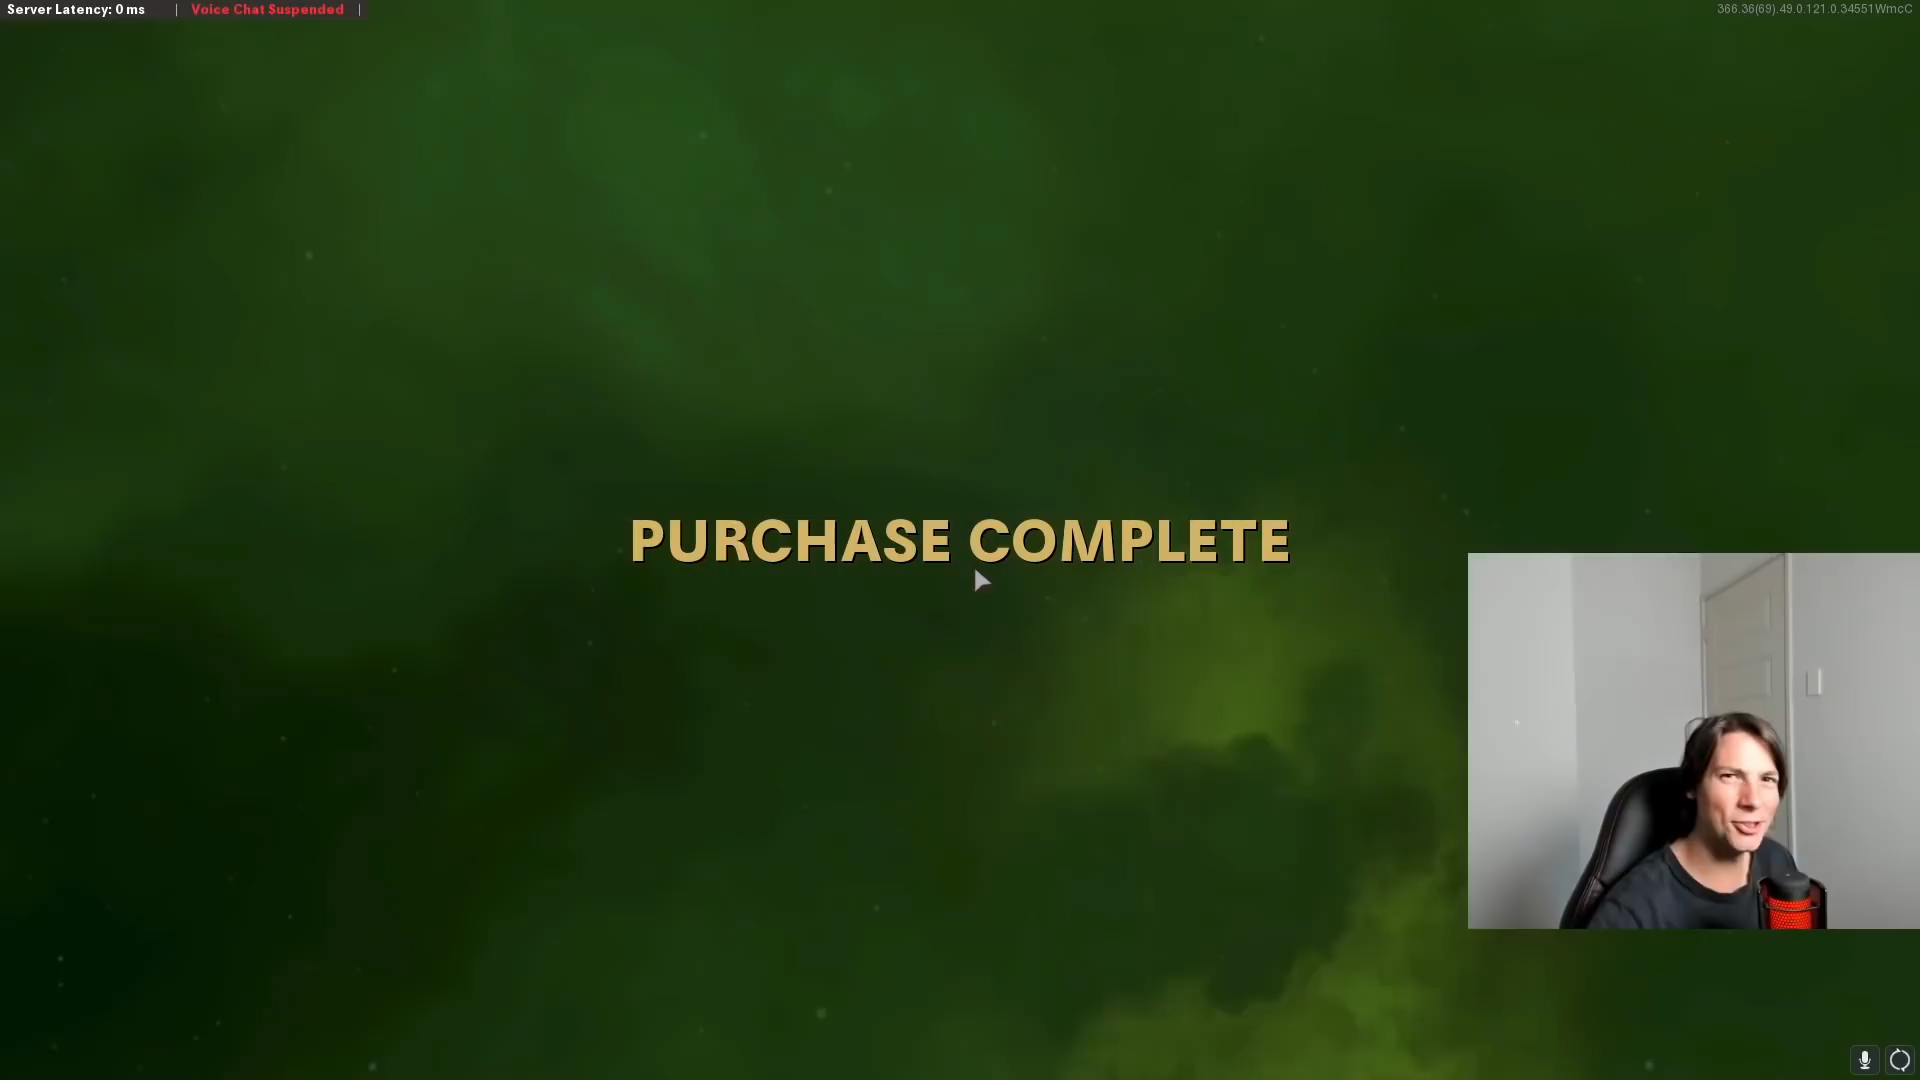 Server Latency: 0 ms | Voice Chat Suspended |
366.36(69).49.0.121.0.34551WmcC
PURCHASE COMPLETE